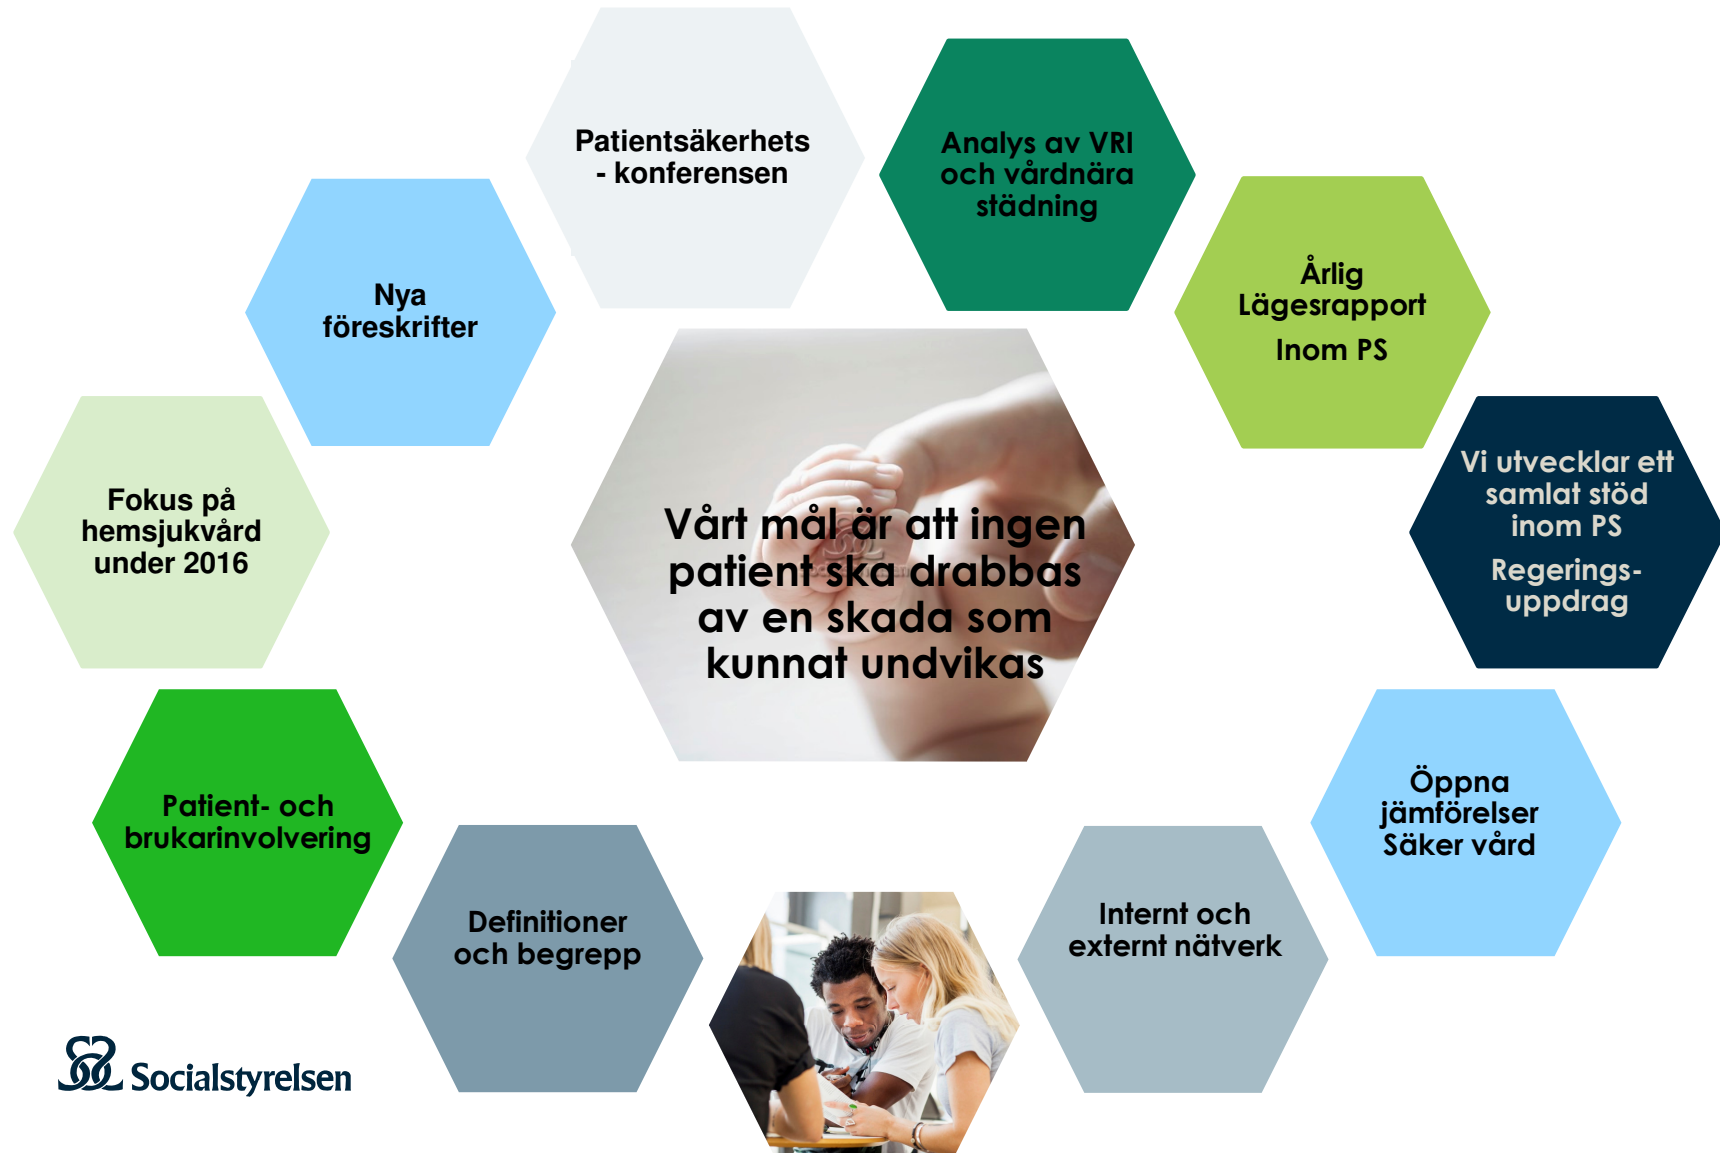 Patientsäkerhets
- konferensen
Analys av VRI
och vårdnära
städning
Nya
föreskrifter
Årlig
Lägesrapport
Inom PS
Fokus på
hemsjukvård
under 2016
Vårt mål är att ingen
patient ska drabbas
av en skada som
kunnat undvikas
Vi utvecklar ett
samlat stöd
inom PS
Regerings-
uppdrag
Patient- och
brukarinvolvering
Öppna
jämförelser
Säker vård
Definitioner
och begrepp
Internt och
externt nätverk
Socialstyrelsen